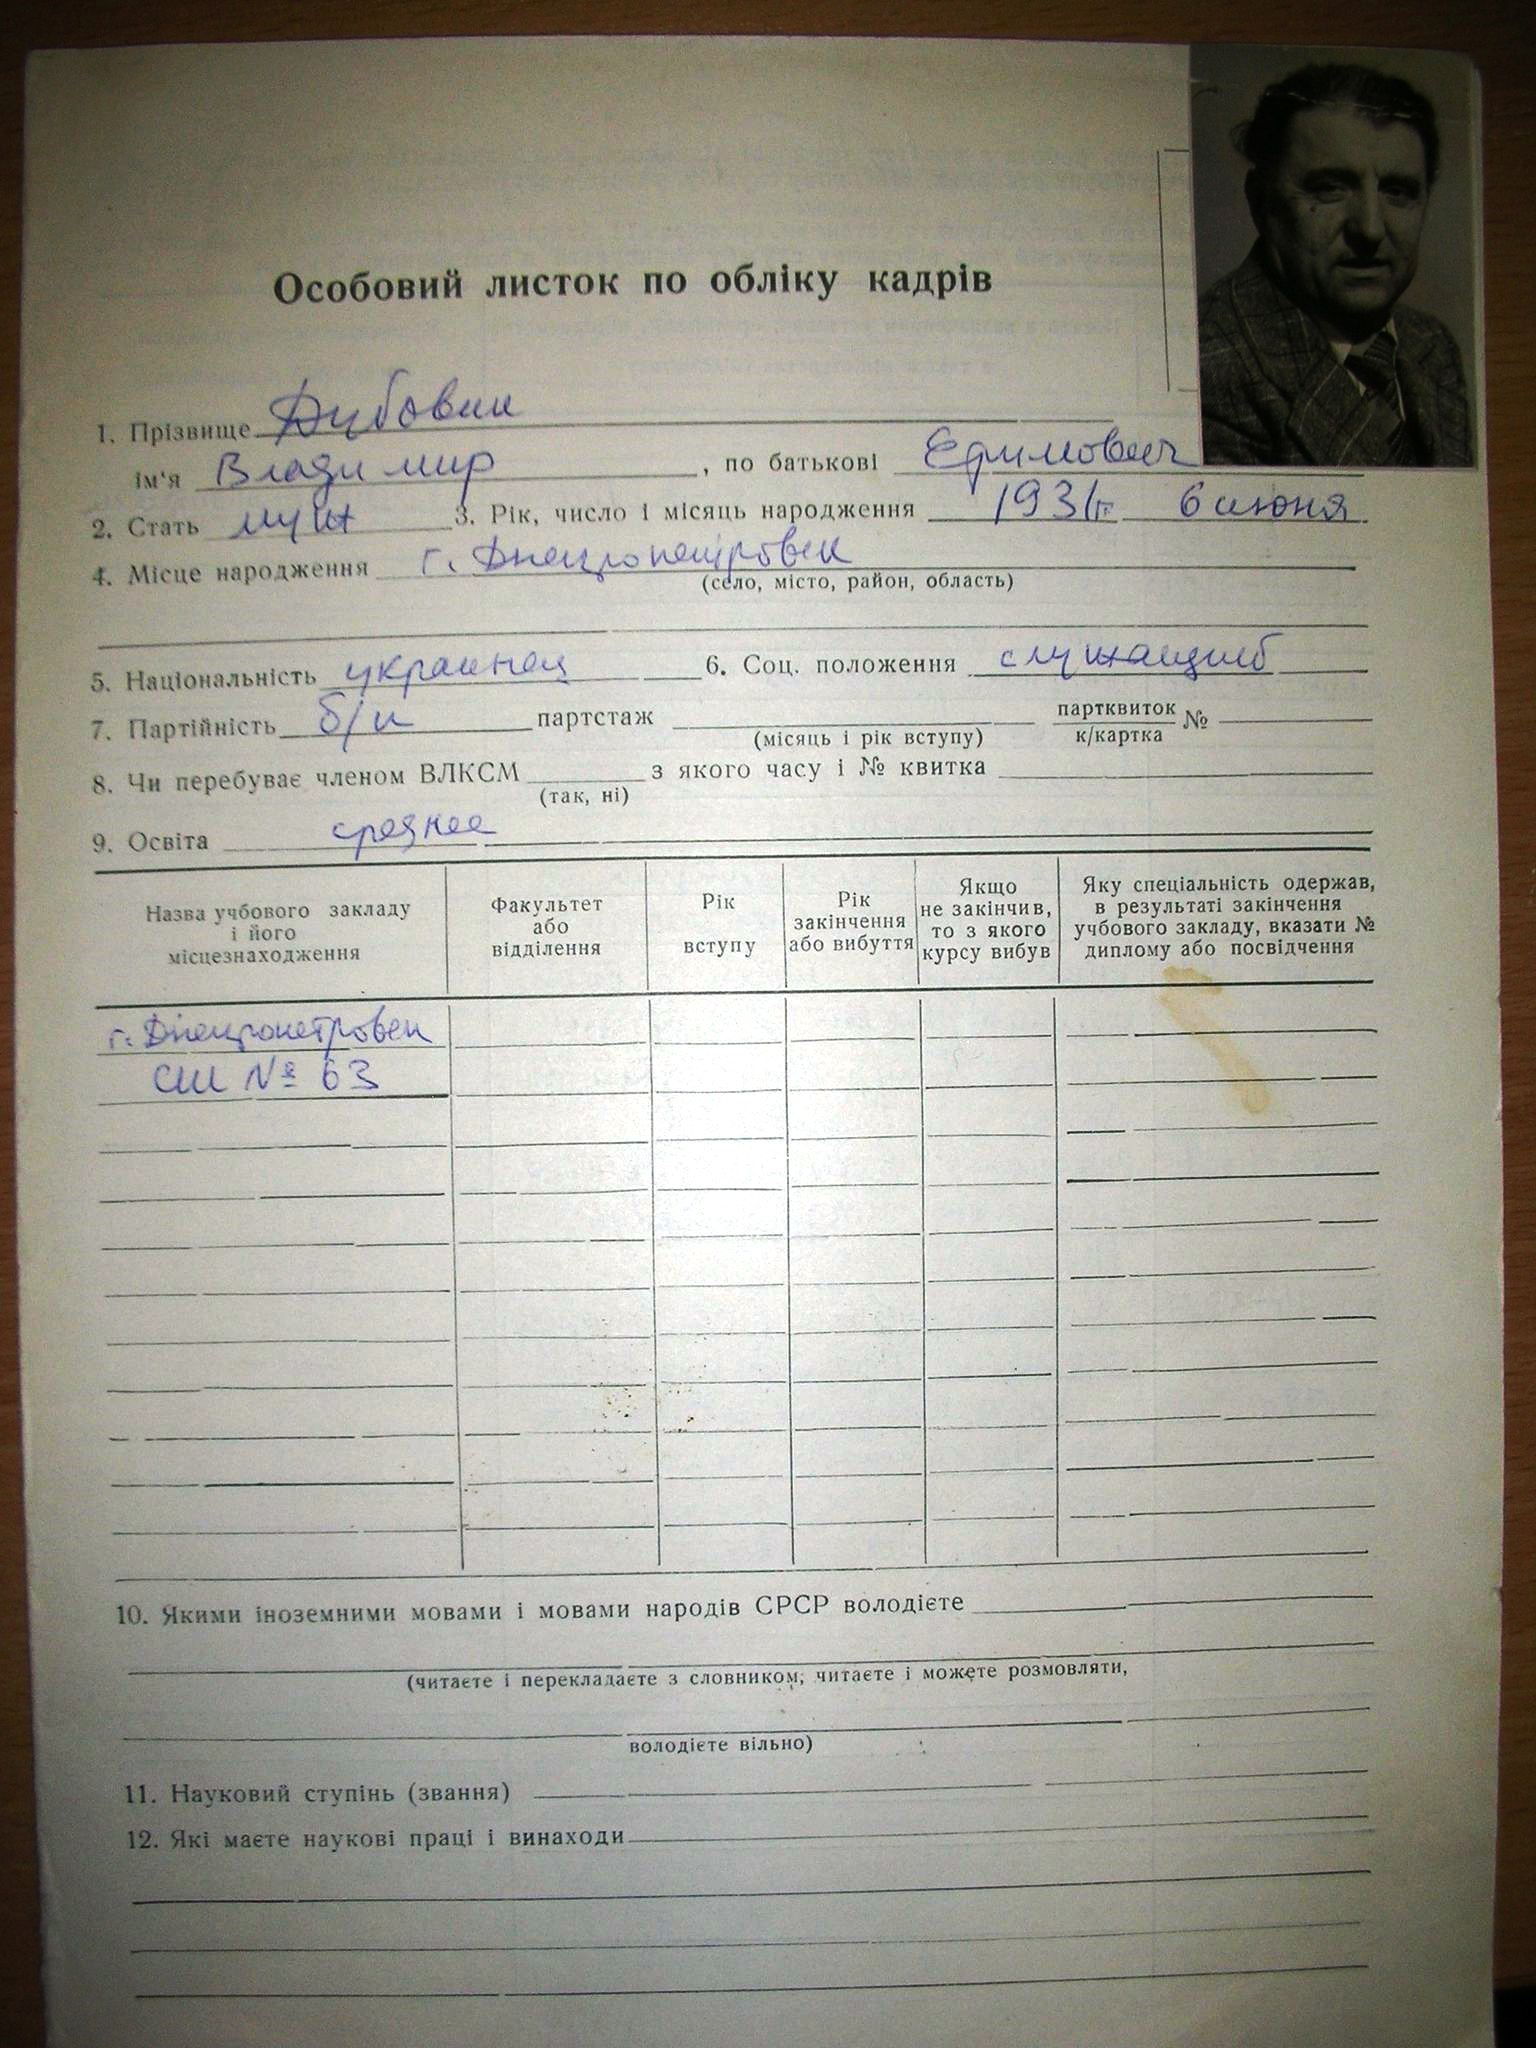 Особовий листок по обліку кадрів
1. Прізвище Дубовик
ім'я Владимир, по батькові Ефимович
2. Стать муж 3. Рік, число і місяць народження 1931г. 6 июня
4. Місце народження г. Днепропетровск
(село, місто, район, область)
5. Національність украинец 6. Соц. положення служащий
7. Партійність б/п партстаж партквиток №
(місяць і рік вступу) к/картка
8. Чи перебуває членом ВЛКСМ з якого часу і № квитка
(так, ні)
9. Освіта среднее
Назва учбового закладу
і його
місцезнаходження
Факультет
або
відділення
Рік
вступу
Рік
закінчення
або вибуття
Якщо
не закінчив,
то з якого
курсу вибув
Яку спеціальність одержав,
в результаті закінчення
учбового закладу, вказати №
диплому або посвідчення
г. Днепропетровск
СШ № 63
10. Якими іноземними мовами і мовами народів СРСР володієте
(читаєте і перекладаєте з словником, читаєте і можете розмовляти,
володієте вільно)
11. Науковий ступінь (звання)
12. Які маєте наукові праці і винаходи